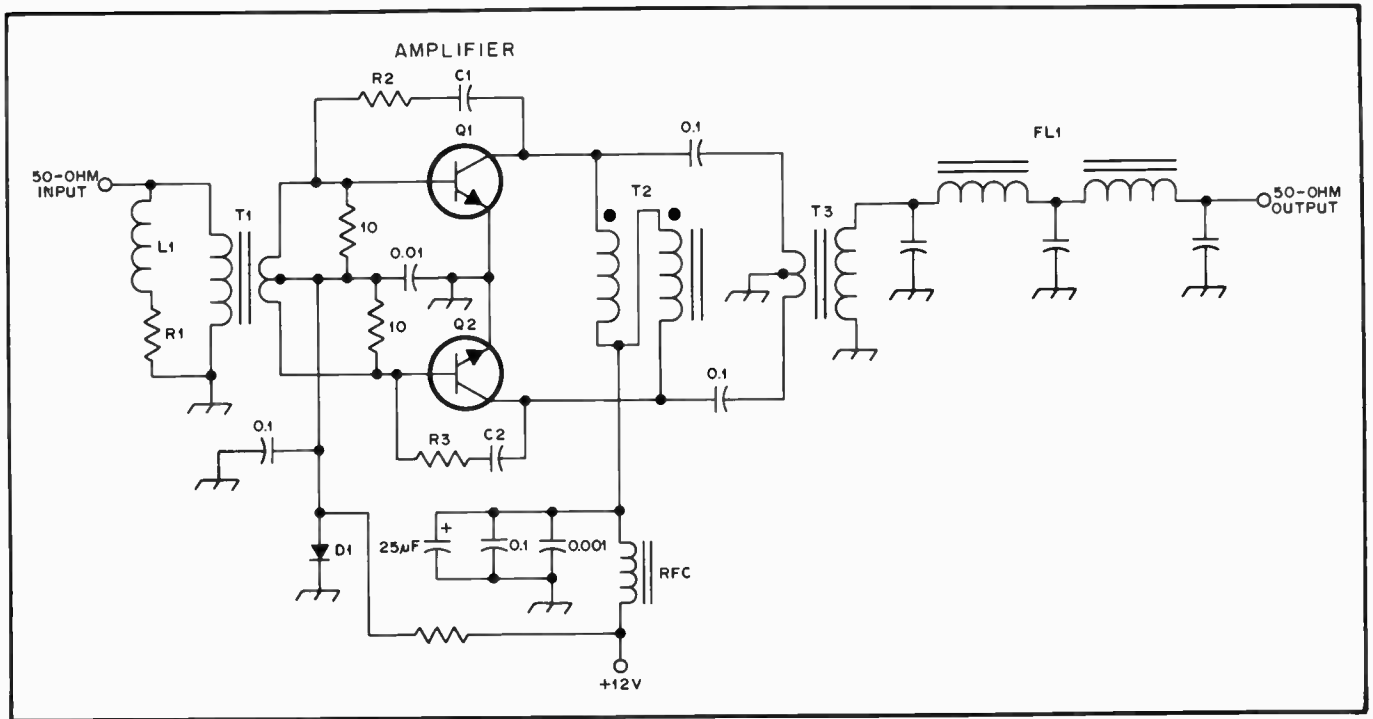 AMPLIFIER
R2
C1
Q1
0.1
FL1
50-OHM
INPUT
T1
L1
R1
10
0.01
T2
T3
50-OHM
OUTPUT
10
Q2
0.1
R3
C2
0.1
D1
25µF
+
0.1
0.001
RFC
+12V